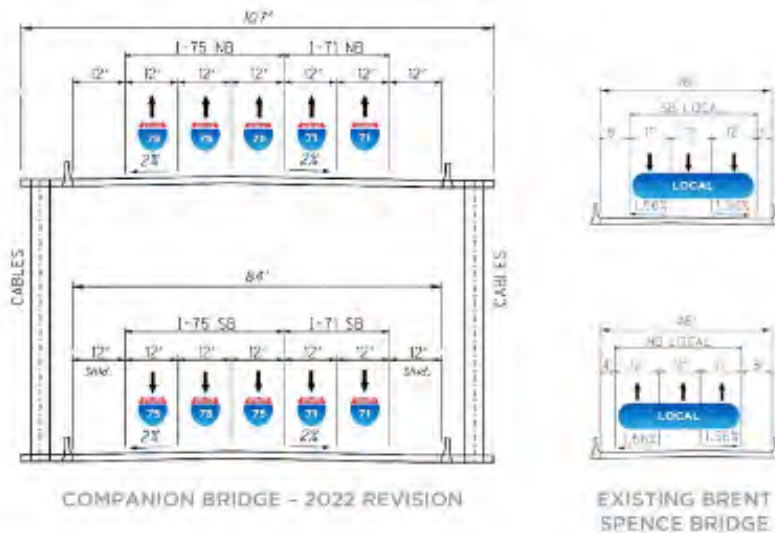 107'
I-75 NB I-71 NB
12' 12' 12' 12' 12' 12' 12'
75 75 75 71 71
2% 2%
CABLES
CABLES
84'
I-75 SB I-71 SB
12' 12' 12' 12' 12' 12' 12'
Shld. Shld.
75 75 75 71 71
2% 2%
COMPANION BRIDGE – 2022 REVISION
SB LOCAL
12'
LOCAL
LOCAL
LOCAL
EXISTING BRENT
SPENCE BRIDGE